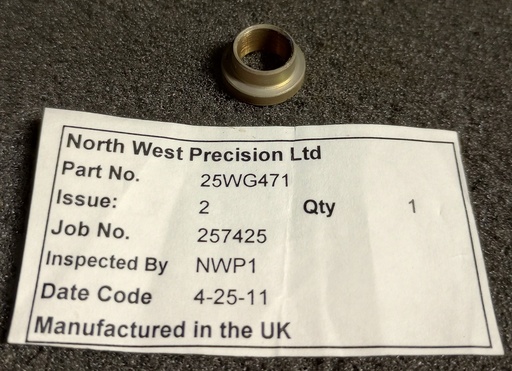 North West Precision Ltd
Part No. 25WG471
Issue: 2 Qty 1
Job No. 257425
Inspected By NWP1
Date Code 4-25-11
Manufactured in the UK